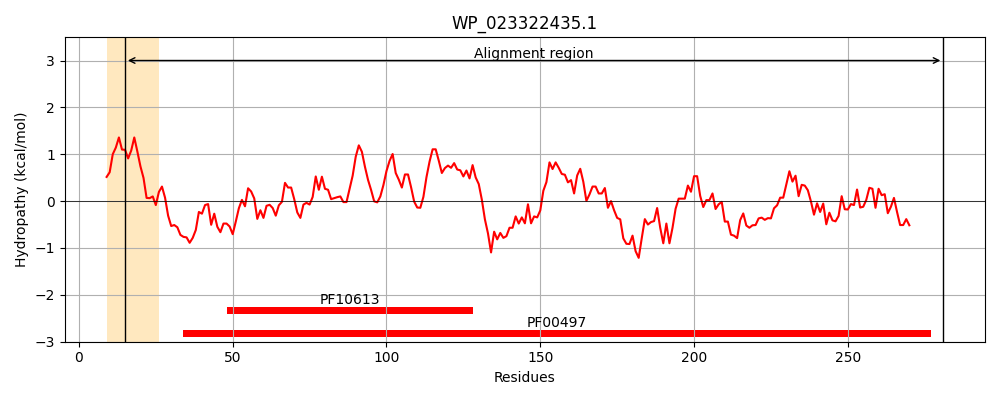 WP_023322435.1
Alignment region
3
2
1
0
−1
−2
−3
Hydropathy (kcal/mol)
PF10613
PF00497
0 50 100 150 200 250
Residues